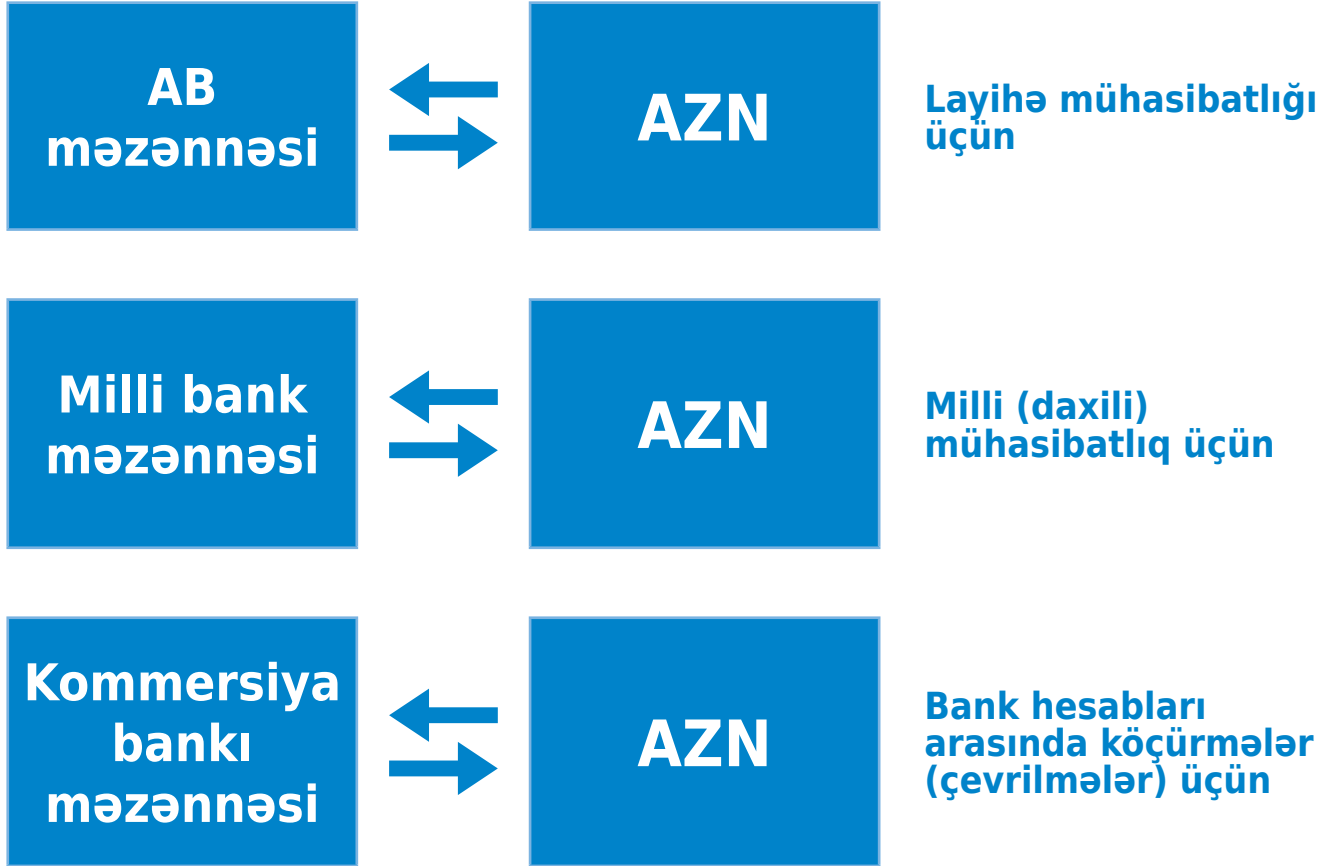 AB
məzənnəsi
AZN
Layihə mühasibatlığı
üçün
Milli bank
məzənnəsi
AZN
Milli (daxili)
mühasibatlıq üçün
Kommersiya
bankı
məzənnəsi
AZN
Bank hesabları
arasında köçürmələr
(çevrilmələr) üçün